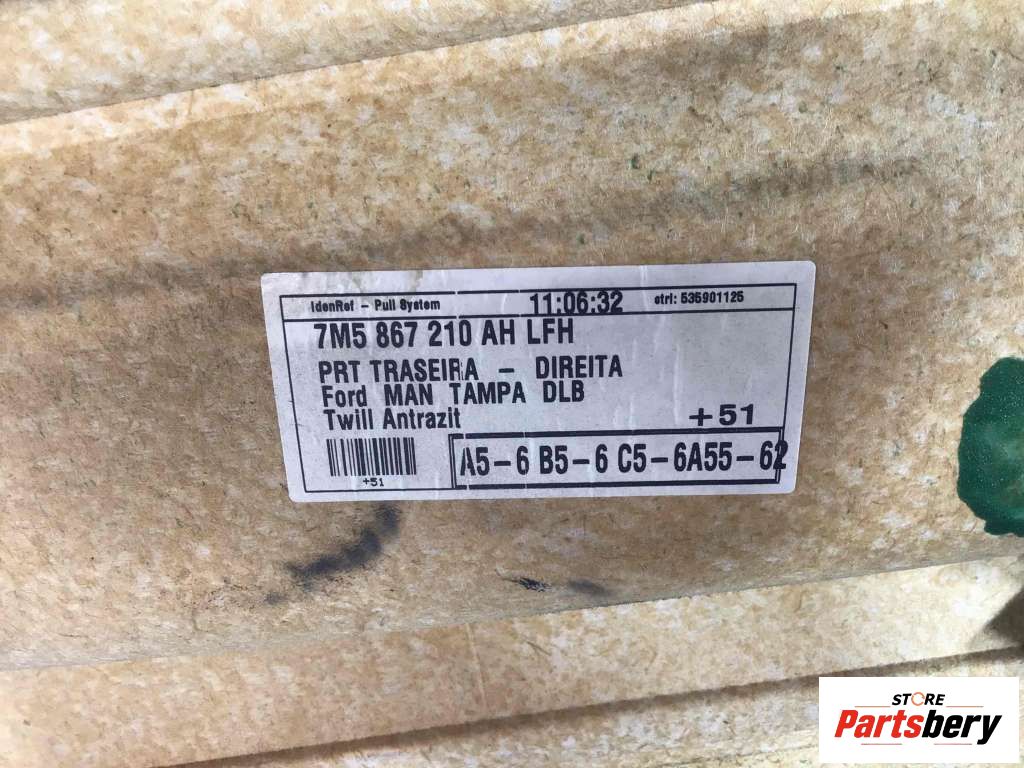 IdenRef - Pull System 11:06:32 ctrl: 535901125
7M5 867 210 AH LFH
PRT TRASEIRA - DIREITA
Ford MAN TAMPA DLB
Twill Antrazit +51
+51
A5-6 B5-6 C5-6A55-62
STORE
Partsbery